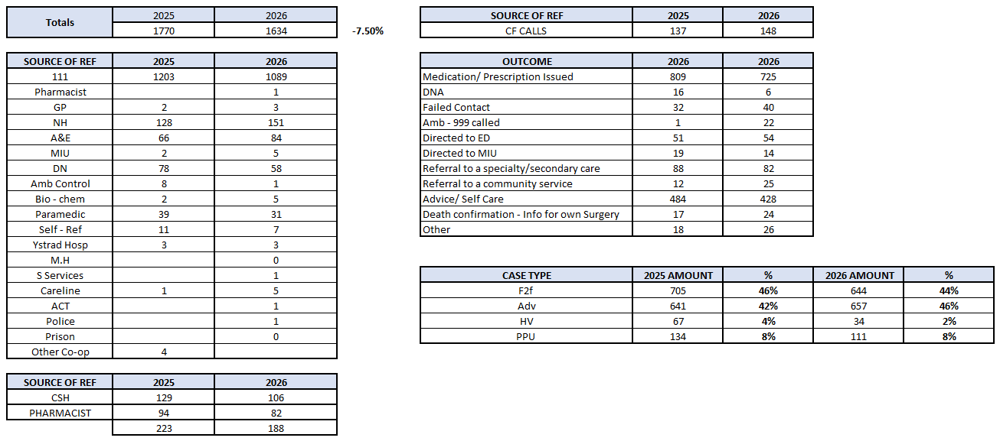 Totals 2025 2026
1770 1634 -7.50%
SOURCE OF REF 2025 2026
CF CALLS 137 148
SOURCE OF REF 2025 2026
111 1203 1089
Pharmacist 1
GP 2 3
NH 128 151
A&E 66 84
MIU 2 5
DN 78 58
Amb Control 8 1
Bio - chem 2 5
Paramedic 39 31
Self - Ref 11 7
Ystrad Hosp 3 3
M.H 0
S Services 1
Careline 1 5
ACT 1
Police 1
Prison 0
Other Co-op 4
OUTCOME 2026 2026
Medication/ Prescription Issued 809 725
DNA 16 6
Failed Contact 32 40
Amb - 999 called 1 22
Directed to ED 51 54
Directed to MIU 19 14
Referral to a specialty/secondary care 88 82
Referral to a community service 12 25
Advice/ Self Care 484 428
Death confirmation - Info for own Surgery 17 24
Other 18 26
CASE TYPE 2025 AMOUNT % 2026 AMOUNT %
F2f 705 46% 644 44%
Adv 641 42% 657 46%
HV 67 4% 34 2%
PPU 134 8% 111 8%
SOURCE OF REF 2025 2026
CSH 129 106
PHARMACIST 94 82
223 188